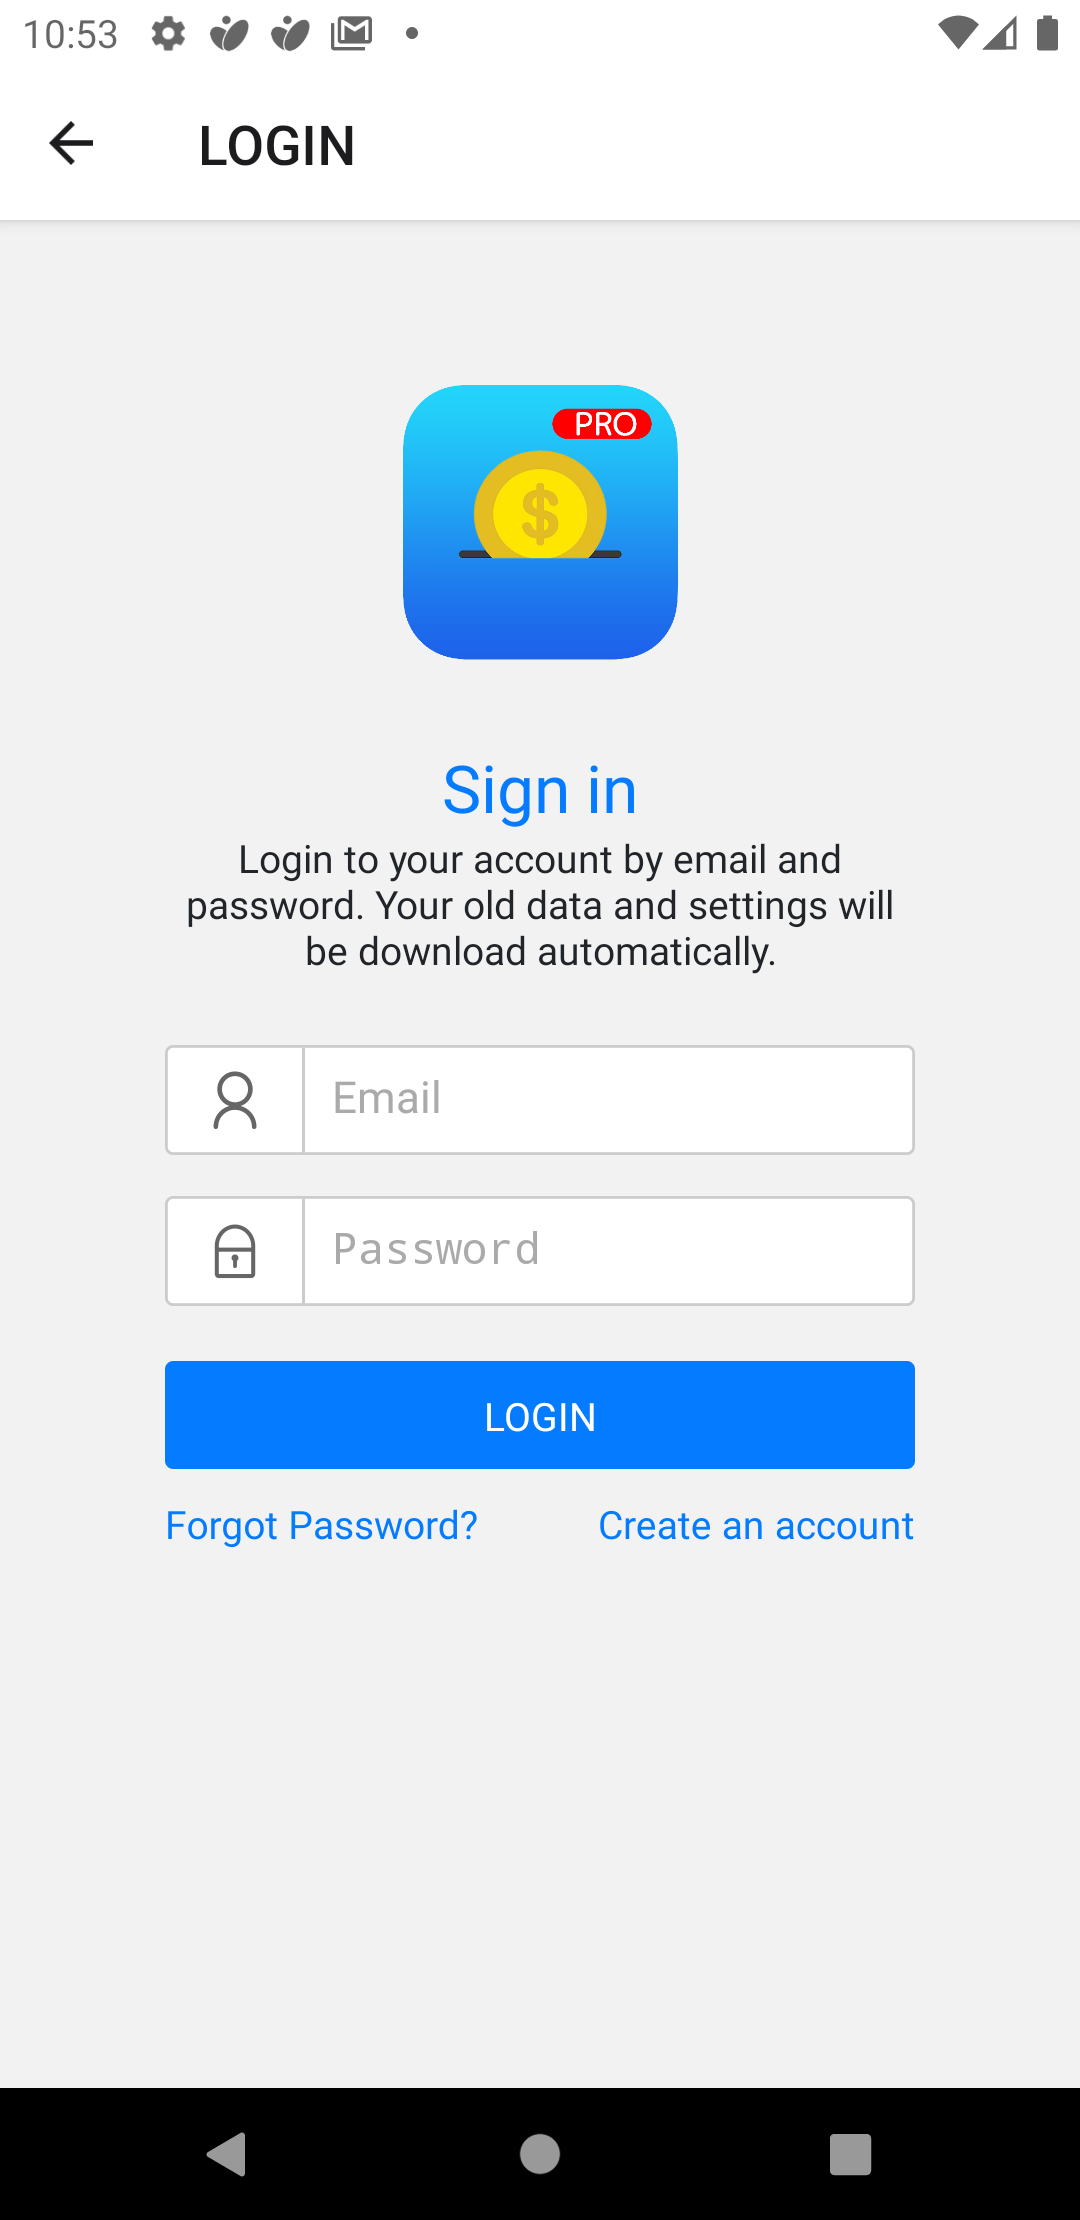 10:53
LOGIN
PRO
$
Sign in
Login to your account by email and
password. Your old data and settings will
be download automatically.
Email
Password
LOGIN
Forgot Password?
Create an account